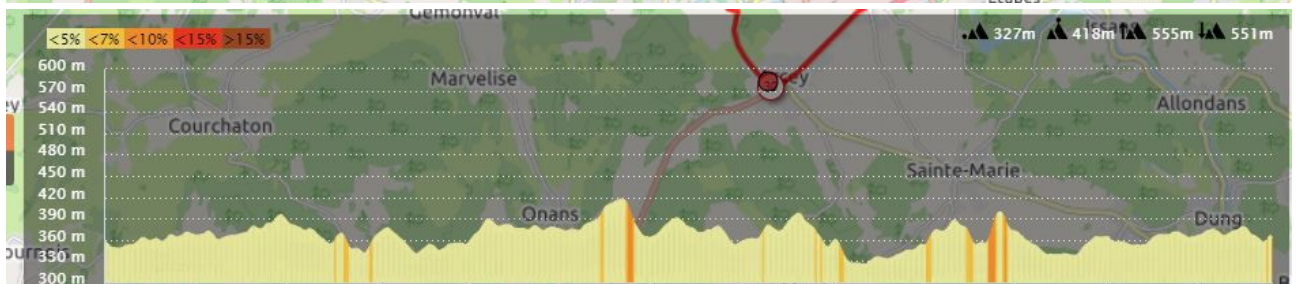 Gemonval
<5% <7% <10% <15% >15%
327m 418m 555m 551m
600 m
570 m
540 m
510 m
480 m
450 m
420 m
390 m
360 m
330 m
300 m
Marvelise
Allondans
Courchaton
Sainte-Marie
Onans
Dung